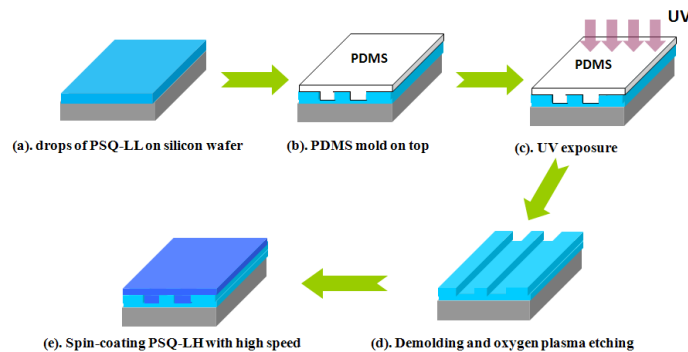 UV
PDMS
PDMS
(a). drops of PSQ-LL on silicon wafer
(b). PDMS mold on top
(c). UV exposure
(e). Spin-coating PSQ-LH with high speed
(d). Demolding and oxygen plasma etching